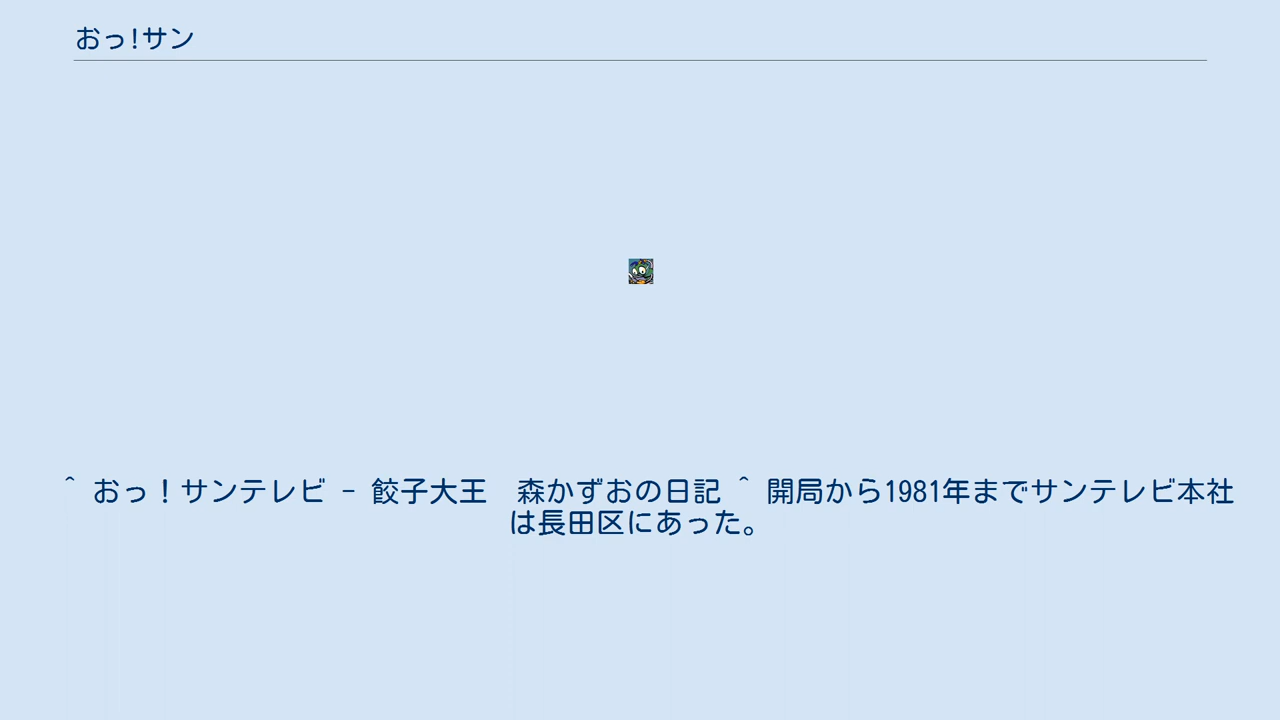 おっ!サン
^ おっ！サンテレビ - 餃子大王　森かずおの日記 ^ 開局から1981年までサンテレビ本社
は長田区にあった。